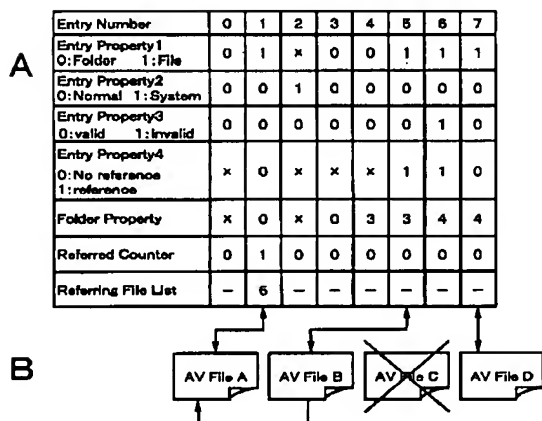 A
Entry Number 0 1 2 3 4 5 6 7
Entry Property1
0:Folder 1:File
0 1 × 0 0 1 1 1
Entry Property2
0:Normal 1:System
0 0 1 0 0 0 0 0
Entry Property3
0:valid 1:Invalid
0 0 0 0 0 0 1 0
Entry Property4
0:No reference
1:reference
× 0 × × × 1 1 0
Folder Property × 0 × 0 3 3 4 4
Referred Counter 0 1 0 0 0 0 0 0
Referring File List – 6 – – – – – –
B
AV File A AV File B AV File C AV File D